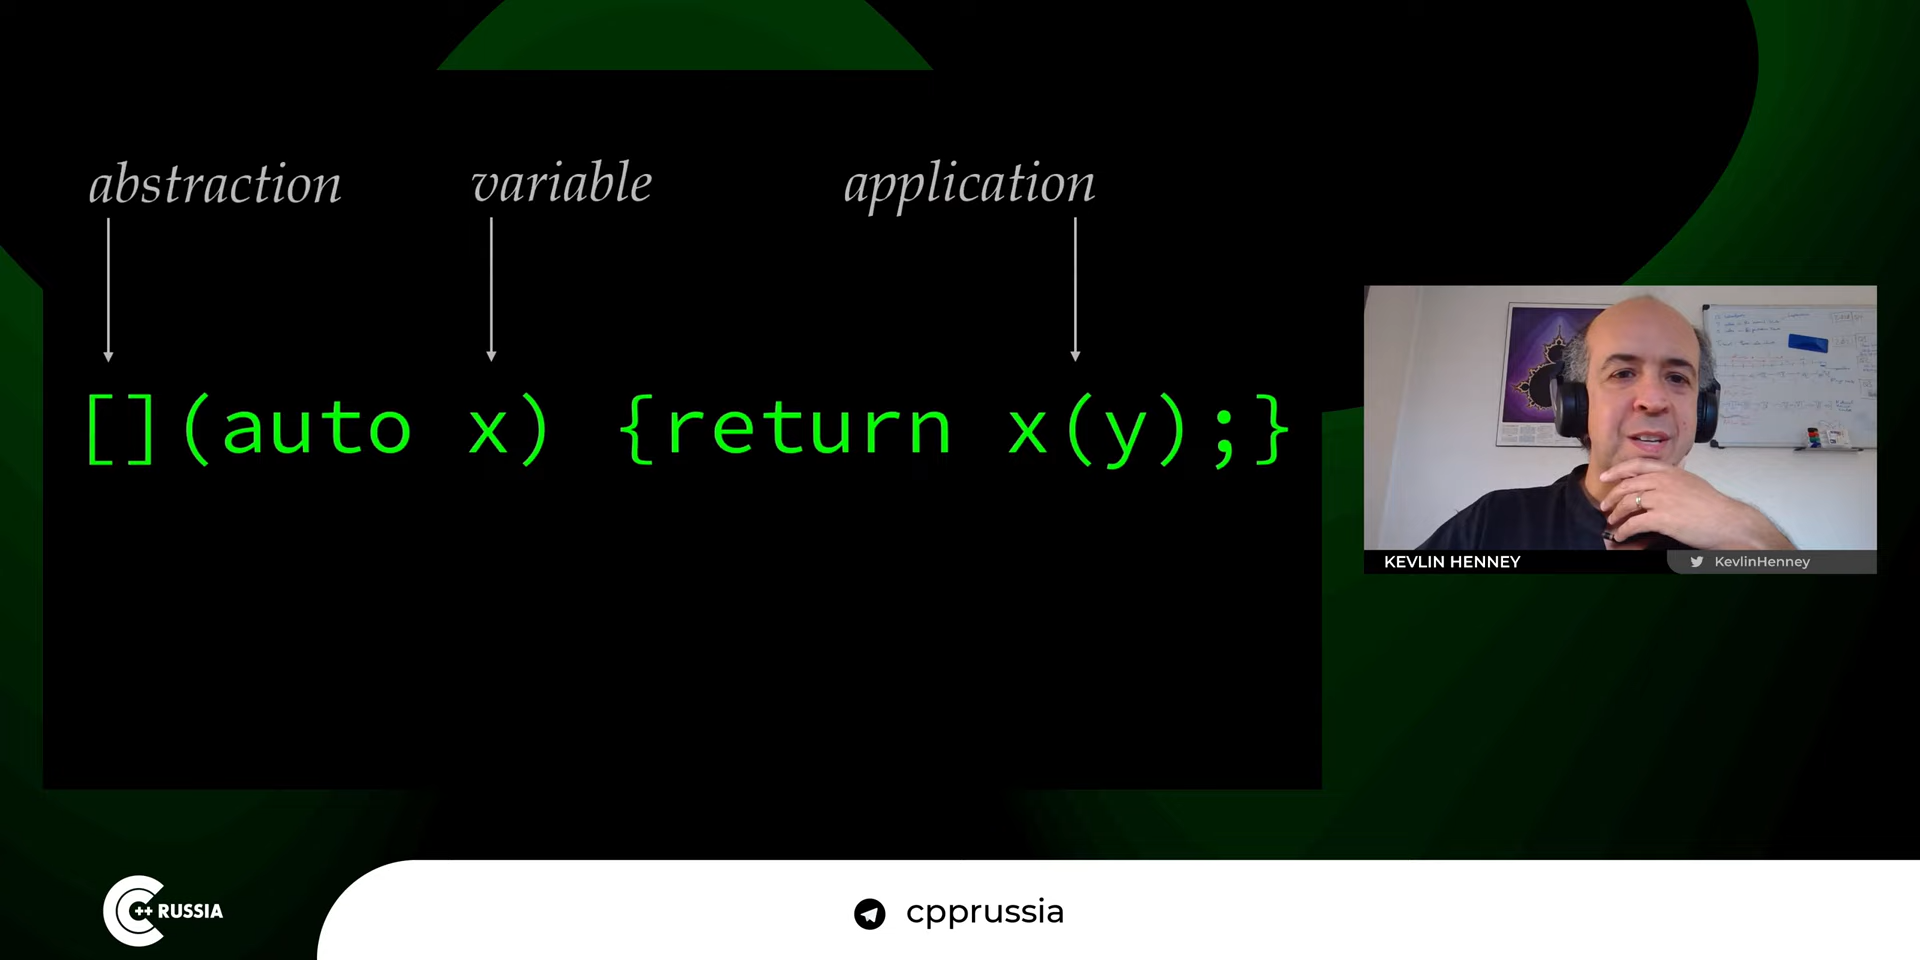 abstraction variable application
[](auto x) {return x(y);}
KEVLIN HENNEY KevlinHenney
C++ RUSSIA
cpprussia